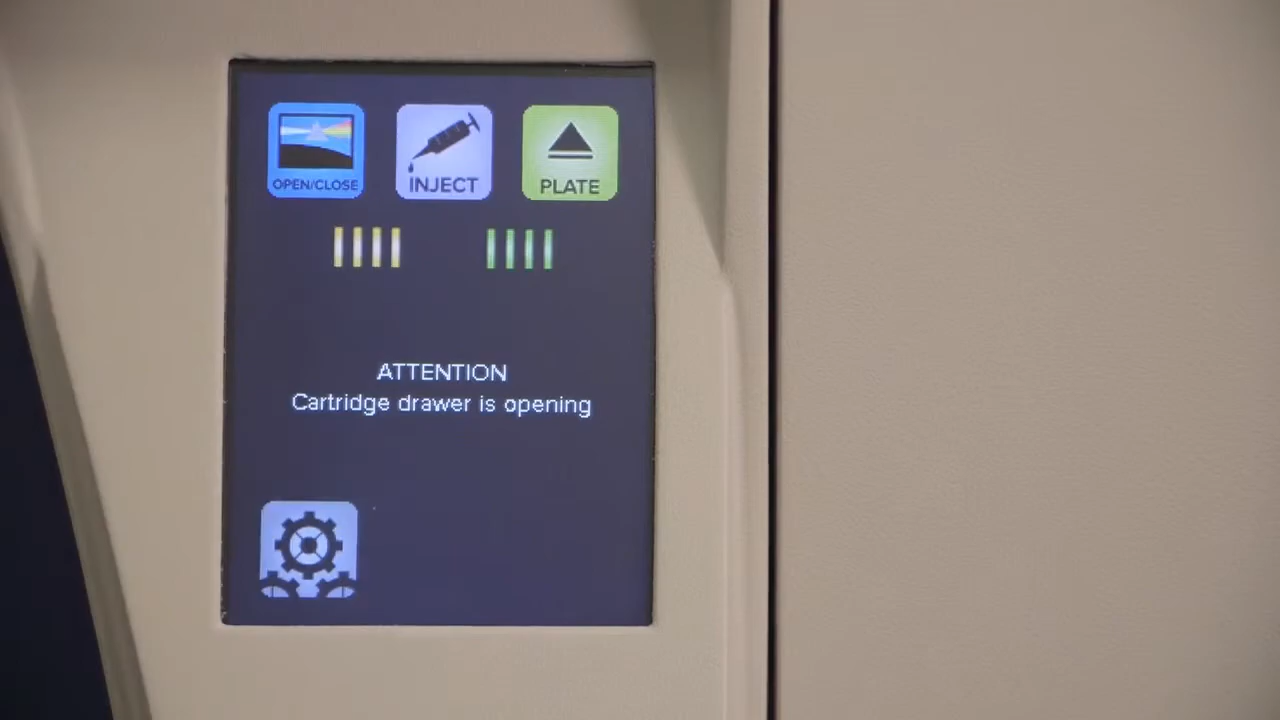 OPEN/CLOSE
INJECT
PLATE
ATTENTION
Cartridge drawer is opening